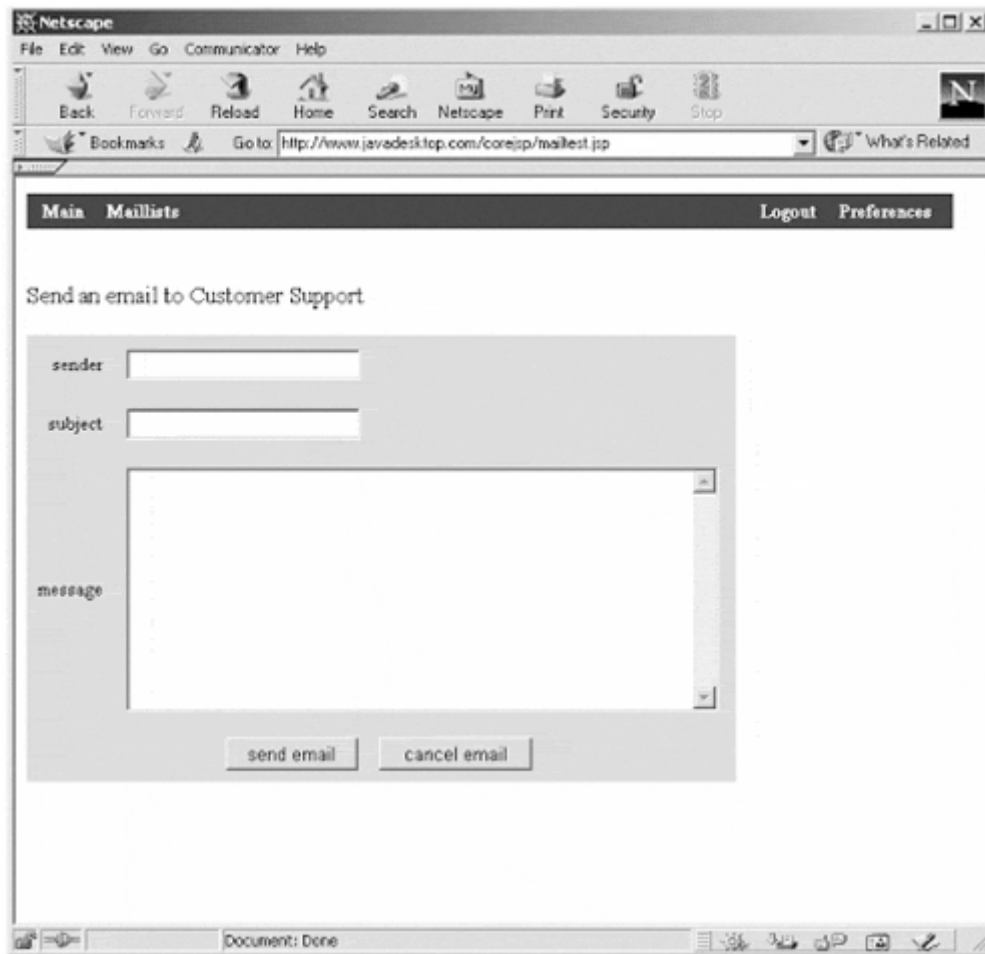 Netscape
File Edit View Go Communicator Help
Back Forward Reload Home Search Netscape Print Security Stop
My
N
Bookmarks Go to: http://www.javadesktop.com/corejsp/mailtest.jsp What's Related
Main Maillists Logout Preferences
Send an email to Customer Support
sender
subject
message
send email cancel email
Document: Done